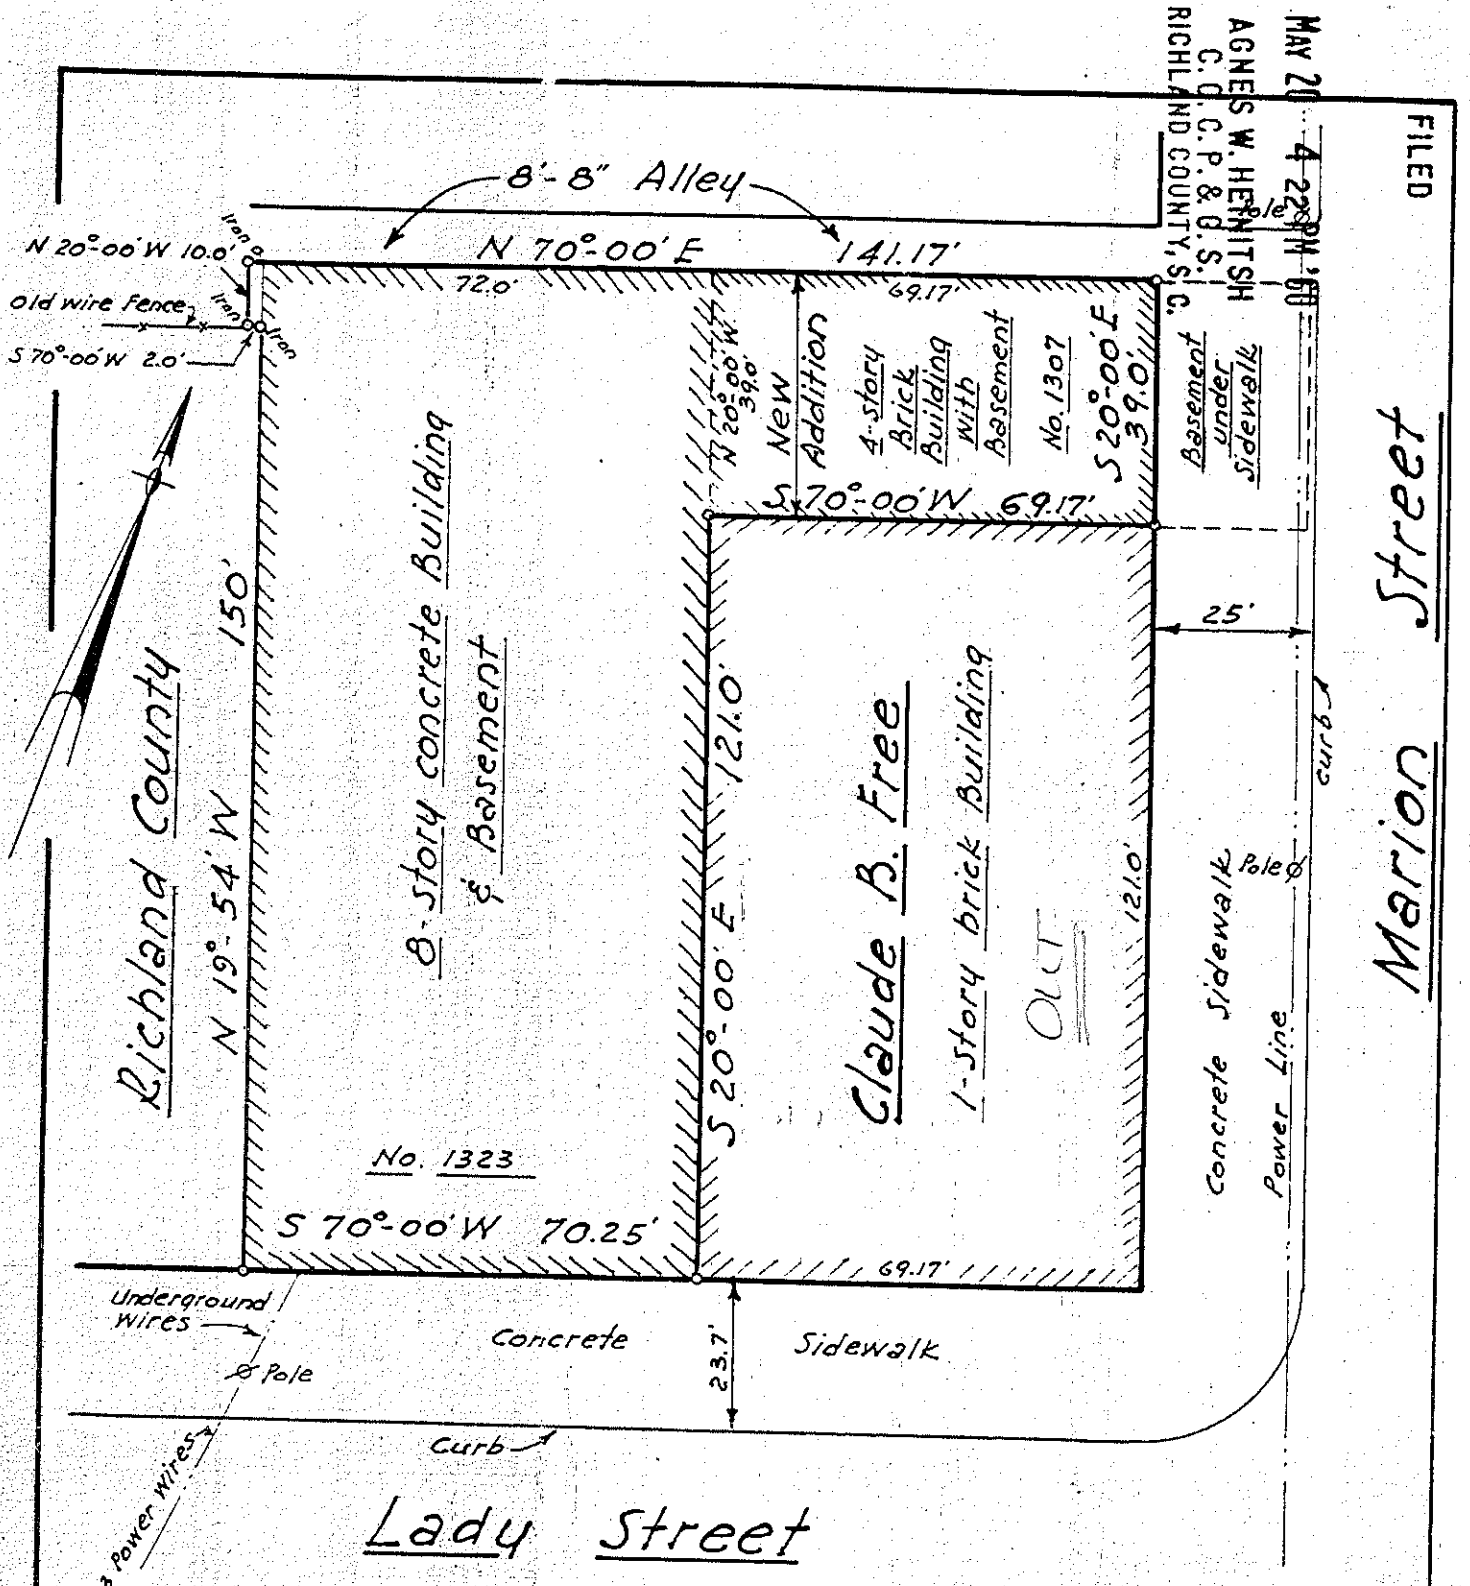 FILED
MAY 20 4 22 PM '60
AGNES W. HEINITSH
C.C.C.P. & G.S.
RICHLAND COUNTY, S.C.
8'-8" Alley
Pole
Iron
N 20°-00' W 10.0'
N 70°-00' E 141.17'
72.0'
69.17'
Old Wire Fence
Iron
Iron
S 70°-00' W 2.0'
N 20°-00' W
39.0'
New
Addition
4-story
Brick
Building
with
Basement
No. 1307
S 20°-00' E
39.0'
Basement
under
Sidewalk
S 70°-00' W 69.17'
Marion Street
25'
curb
8-story concrete Building
& Basement
150'
N 19°-54' W
Richland County
121.0'
S 20°-00' E
Claude B. Free
1-story brick Building
OUT
121.0'
Concrete Sidewalk
Pole
Power Line
No. 1323
S 70°-00' W 70.25'
69.17'
Underground
wires
Concrete Sidewalk
23.7'
Pole
Curb
3 Power wires
Lady Street